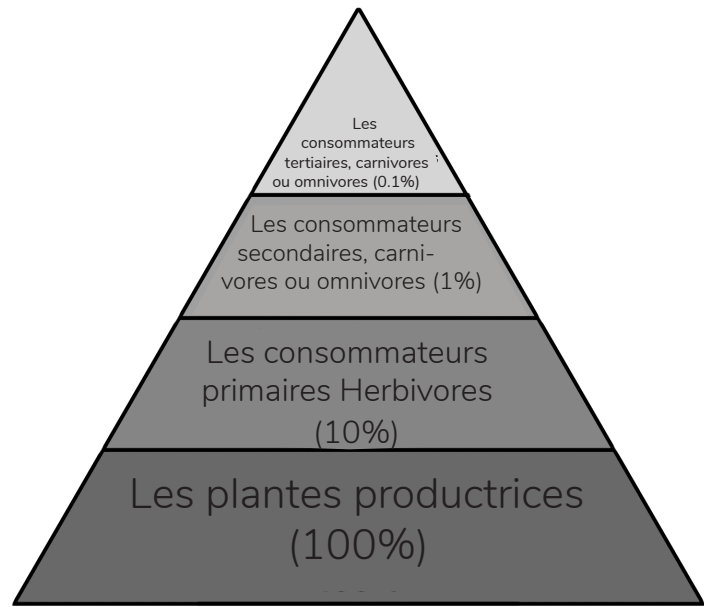 Les
consommateurs
tertiaires, carnivores
ou omnivores (0.1%)
Les consommateurs
secondaires, carni-
vores ou omnivores (1%)
Les consommateurs
primaires Herbivores
(10%)
Les plantes productrices
(100%)